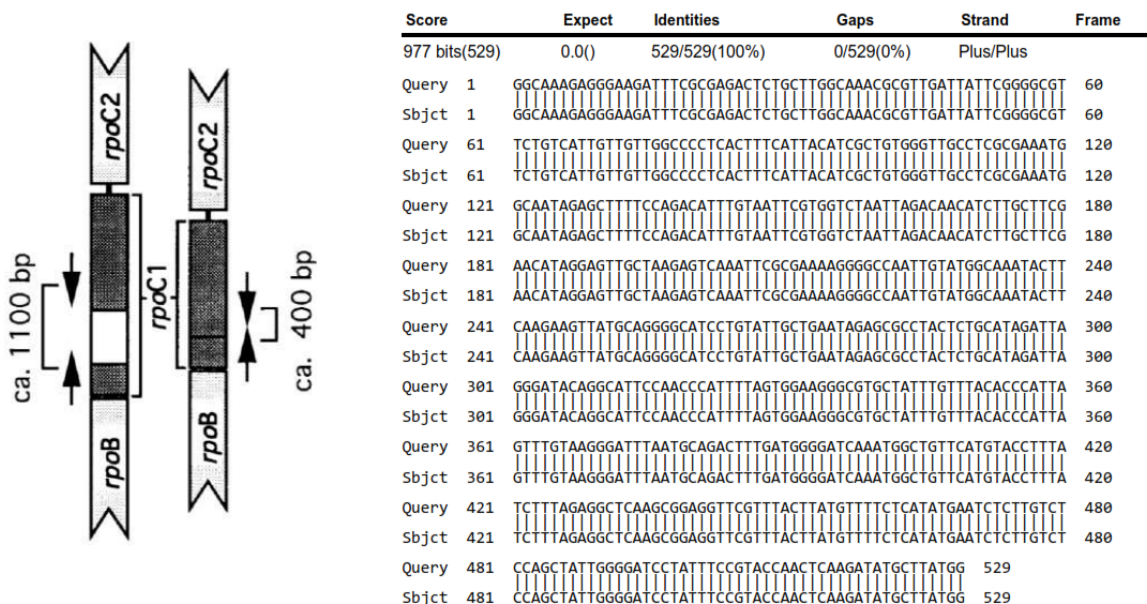 rpoC2
rpoC1
rpoB
ca. 1100 bp
rpoC2
rpoB
ca. 400 bp
Score Expect Identities Gaps Strand Frame
977 bits(529) 0.0() 529/529(100%) 0/529(0%) Plus/Plus
Query 1 GGCAAAGAGGGAAGATTTCGCGAGACTCTGCTTGGCAAACGCGTTGATTATTCGGGGCGT 60
Sbjct 1 GGCAAAGAGGGAAGATTTCGCGAGACTCTGCTTGGCAAACGCGTTGATTATTCGGGGCGT 60
Query 61 TCTGTCATTGTTGTTGGCCCCTCACTTTCATTACATCGCTGTGGGTTGCCTCGCGAAATG 120
Sbjct 61 TCTGTCATTGTTGTTGGCCCCTCACTTTCATTACATCGCTGTGGGTTGCCTCGCGAAATG 120
Query 121 GCAATAGAGCTTTTCCAGACATTTGTAATTCGTGGTCTAATTAGACAACATCTTGCTTCG 180
Sbjct 121 GCAATAGAGCTTTTCCAGACATTTGTAATTCGTGGTCTAATTAGACAACATCTTGCTTCG 180
Query 181 AACATAGGAGTTGCTAAGAGTCAAATTCGCGAAAAGGGGCCAATTGTATGGCAAATACTT 240
Sbjct 181 AACATAGGAGTTGCTAAGAGTCAAATTCGCGAAAAGGGGCCAATTGTATGGCAAATACTT 240
Query 241 CAAGAAGTTATGCAGGGGCATCCTGTATTGCTGAATAGAGCGCCTACTCTGCATAGATTA 300
Sbjct 241 CAAGAAGTTATGCAGGGGCATCCTGTATTGCTGAATAGAGCGCCTACTCTGCATAGATTA 300
Query 301 GGGATACAGGCATTCCAACCCATTTTAGTGGAAGGGCGTGCTATTTGTTTACACCCATTA 360
Sbjct 301 GGGATACAGGCATTCCAACCCATTTTAGTGGAAGGGCGTGCTATTTGTTTACACCCATTA 360
Query 361 GTTTGTAAGGGATTTAATGCAGACTTTGATGGGGATCAAATGGCTGTTCATGTACCTTTA 420
Sbjct 361 GTTTGTAAGGGATTTAATGCAGACTTTGATGGGGATCAAATGGCTGTTCATGTACCTTTA 420
Query 421 TCTTTAGAGGCTCAAGCGGAGGTTCGTTTACTTATGTTTTCTCATATGAATCTCTTGTCT 480
Sbjct 421 TCTTTAGAGGCTCAAGCGGAGGTTCGTTTACTTATGTTTTCTCATATGAATCTCTTGTCT 480
Query 481 CCAGCTATTGGGGATCCTATTTCCGTACCAACTCAAGATATGCTTATGG 529
Sbjct 481 CCAGCTATTGGGGATCCTATTTCCGTACCAACTCAAGATATGCTTATGG 529